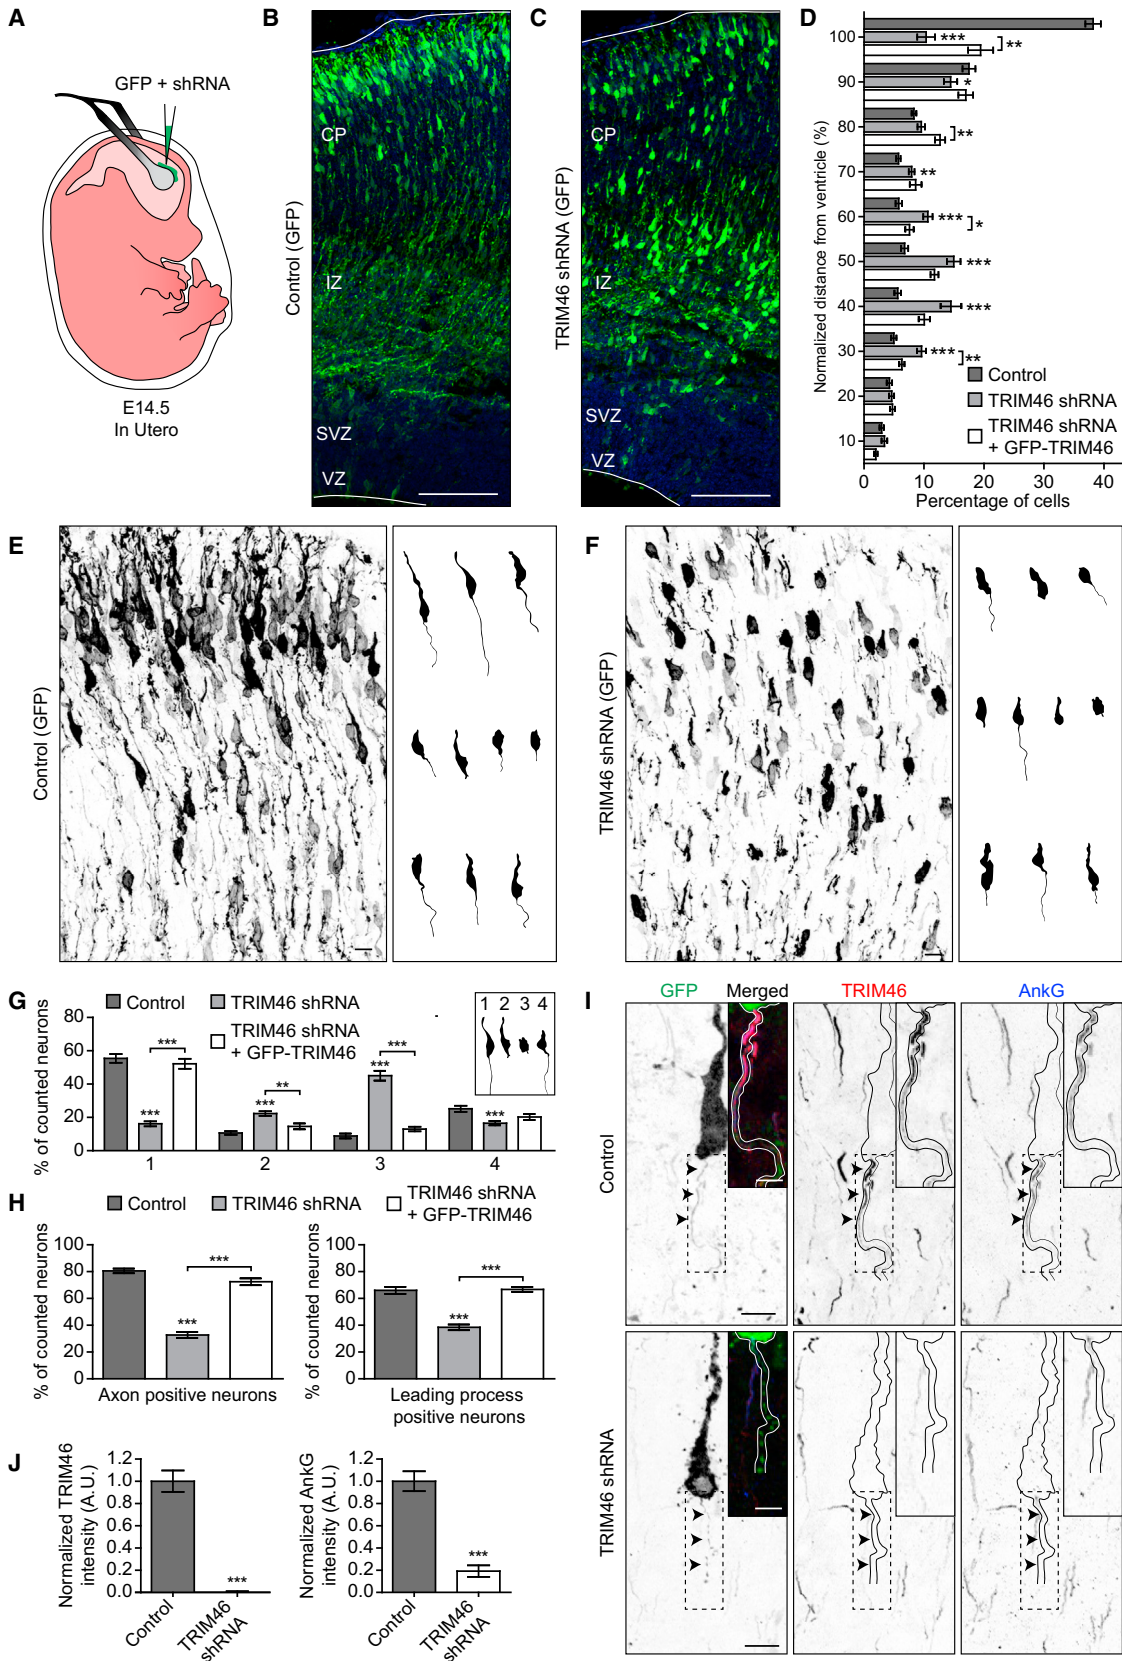 A
GFP + shRNA
E14.5
In Utero
B
Control (GFP)
CP
IZ
SVZ
VZ
C
TRIM46 shRNA (GFP)
CP
IZ
SVZ
VZ
D
Normalized distance from ventricle (%)
100
90
80
70
60
50
40
30
20
10
***
**
*
**
**
***
*
***
***
***
**
Control
TRIM46 shRNA
TRIM46 shRNA
+ GFP-TRIM46
0 10 20 30 40
Percentage of cells
E
Control (GFP)
F
TRIM46 shRNA (GFP)
G
Control
TRIM46 shRNA
TRIM46 shRNA
+ GFP-TRIM46
1 2 3 4
% of counted neurons
80
60
40
20
0
***
***
***
**
***
***
***
1 2 3 4
H
Control
TRIM46 shRNA
TRIM46 shRNA
+ GFP-TRIM46
% of counted neurons
100
80
60
40
20
0
***
***
Axon positive neurons
% of counted neurons
100
80
60
40
20
0
***
***
Leading process
positive neurons
I
GFP
Merged
TRIM46
AnkG
Control
TRIM46 shRNA
J
Normalized TRIM46
intensity (A.U.)
1.2
1.0
0.8
0.6
0.4
0.2
0.0
***
Control
TRIM46
shRNA
Normalized AnkG
intensity (A.U.)
1.2
1.0
0.8
0.6
0.4
0.2
0.0
***
Control
TRIM46
shRNA